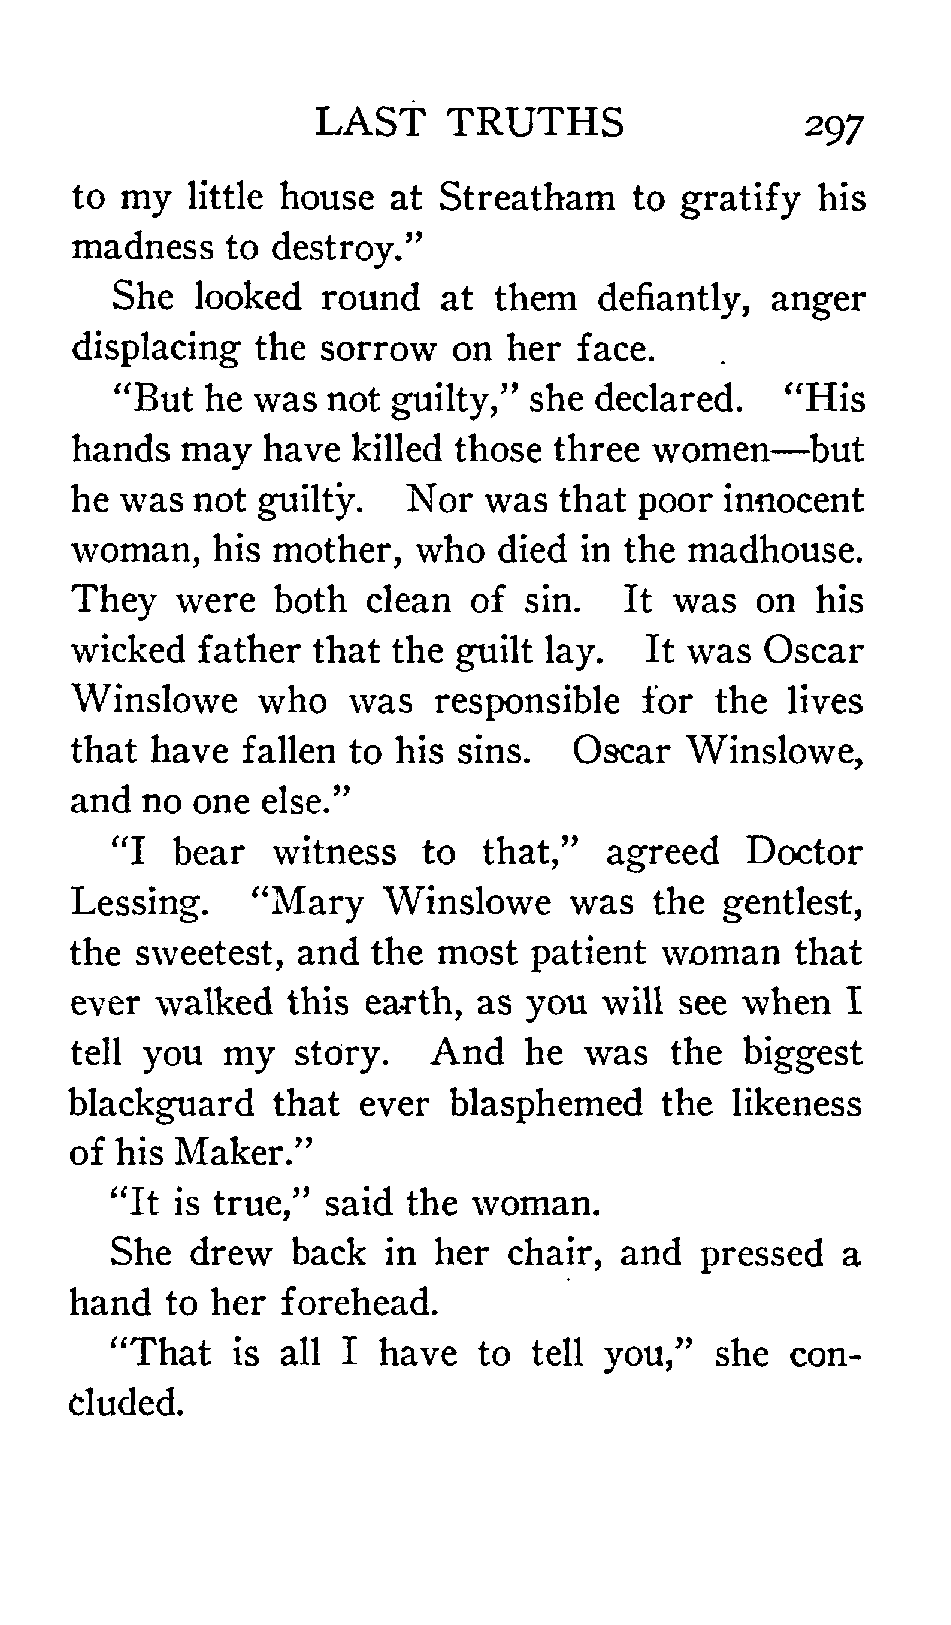 LAST TRUTHS 297
to my little house at Streatham to gratify his
madness to destroy."
She looked round at them defiantly, anger
displacing the sorrow on her face.
"But he was not guilty," she declared. "His
hands may have killed those three women—but
he was not guilty. Nor was that poor innocent
woman, his mother, who died in the madhouse.
They were both clean of sin. It was on his
wicked father that the guilt lay. It was Oscar
Winslowe who was responsible for the lives
that have fallen to his sins. Oscar Winslowe,
and no one else."
"I bear witness to that," agreed Doctor
Lessing. "Mary Winslowe was the gentlest,
the sweetest, and the most patient woman that
ever walked this earth, as you will see when I
tell you my story. And he was the biggest
blackguard that ever blasphemed the likeness
of his Maker."
"It is true," said the woman.
She drew back in her chair, and pressed a
hand to her forehead.
"That is all I have to tell you," she con-
cluded.